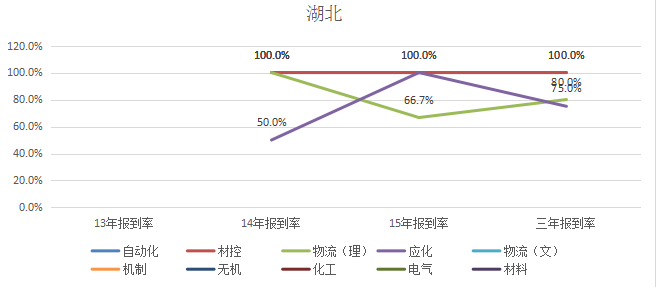 湖北
120.0%
100.0%
80.0%
60.0%
40.0%
20.0%
0.0%
100.0% 100.0% 100.0%
80.0%
75.0%
66.7%
50.0%
13年报到率 14年报到率 15年报到率 三年报到率
自动化 材控 物流（理） 应化 物流（文）
机制 无机 化工 电气 材料